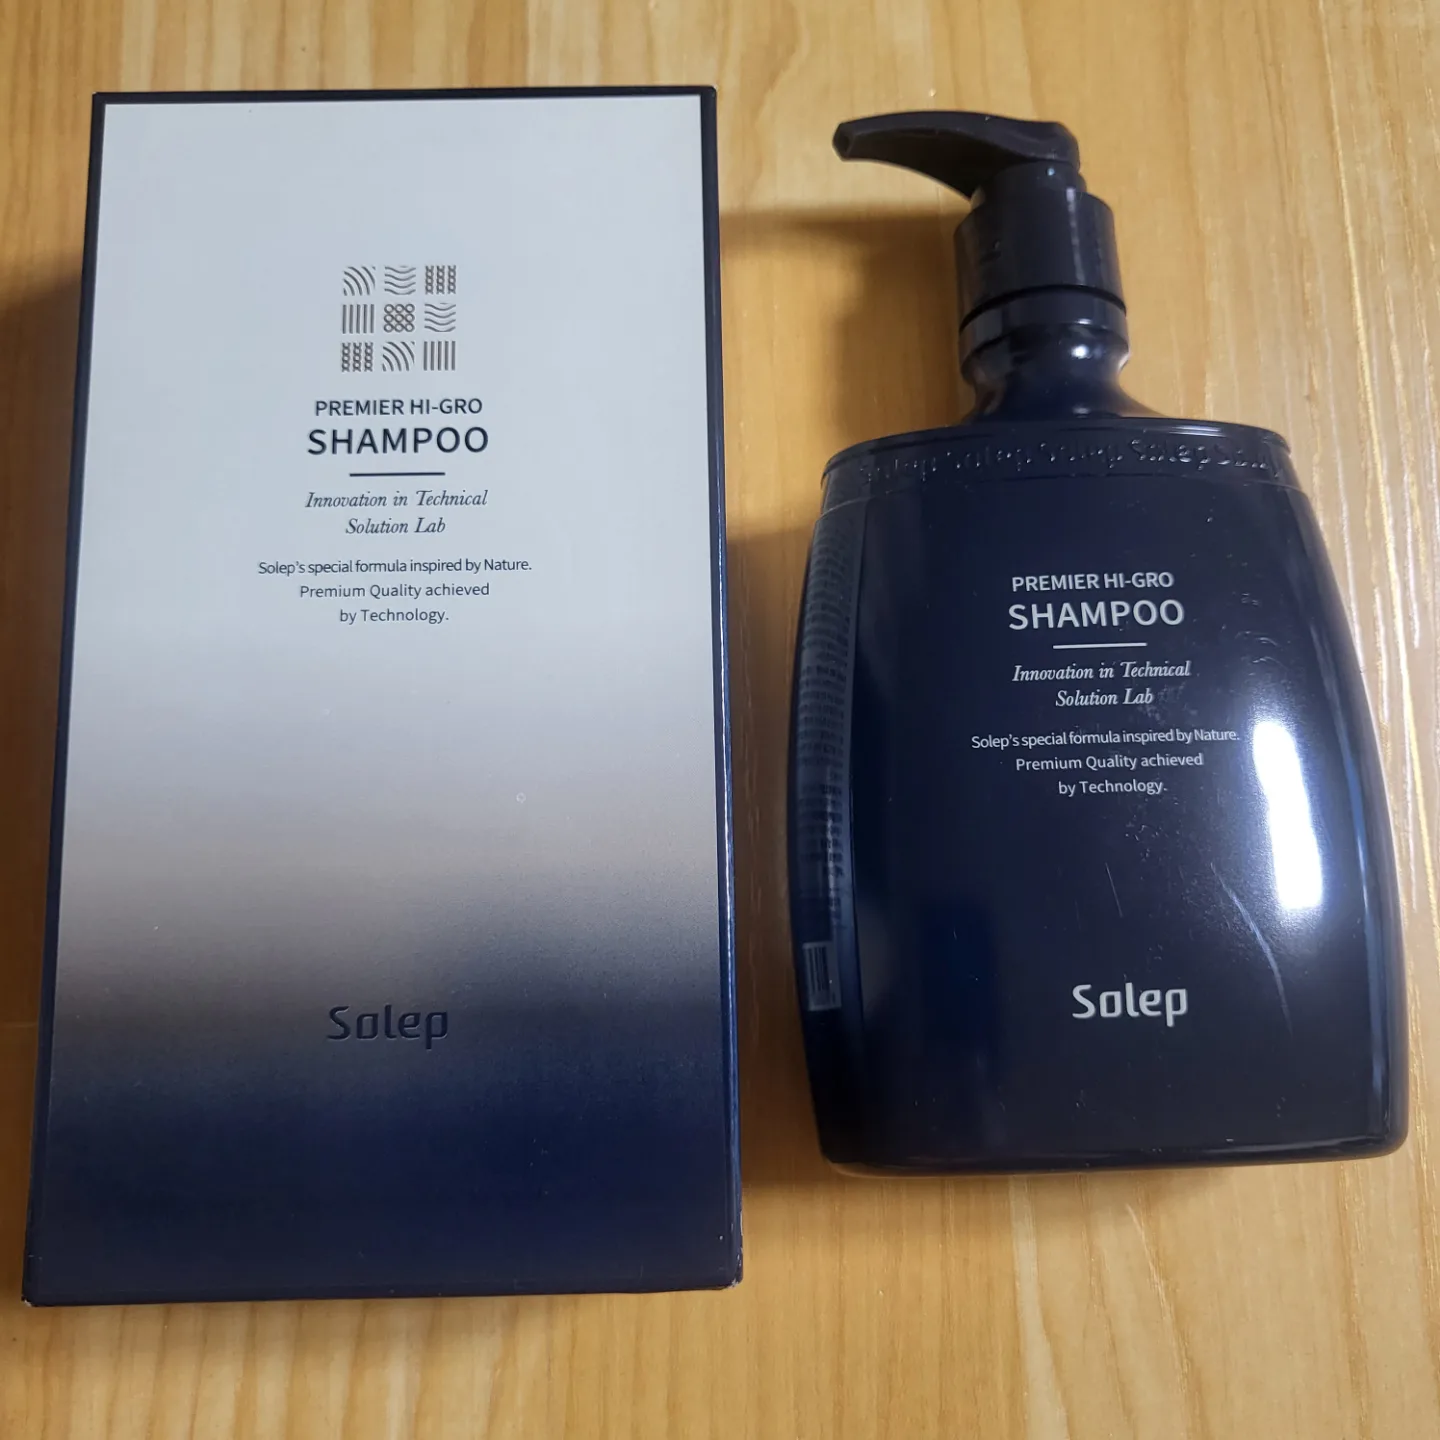 PREMIER HI-GRO
SHAMPOO
Innovation in Technical
Solution Lab
Solep's special formula inspired by Nature.
Premium Quality achieved
by Technology.
Solep
Solep Solep
PREMIER HI-GRO
SHAMPOO
Innovation in Technical
Solution Lab
Solep's special formula inspired by Nature.
Premium Quality achieved
by Technology.
Solep